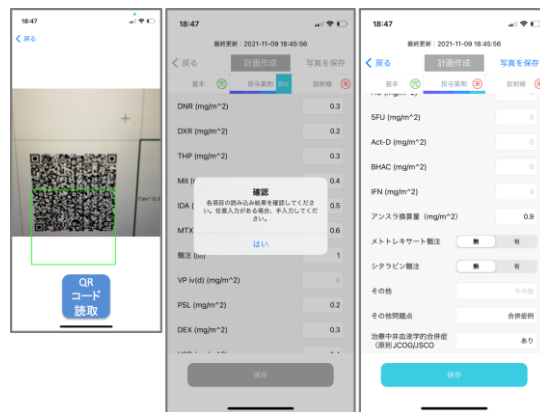 18:47
戻る
QR
コード
読取
18:47
最終更新：2021-11-09 18:45:56
戻る
計画作成
写真を保存
基本 完
投与薬剤 読込
放射線 未
DNR (mg/m^2) 0.3
DXR (mg/m^2) 0.2
THP (mg/m^2) 0.3
Mit 0.4
IDA ( 0.5
MTX 0.6
髄注 (回) 1
VP iv(d) (mg/m^2) 0
PSL (mg/m^2) 0.2
DEX (mg/m^2) 0.3
確認
各項目の読み込み結果を確認してくださ
い。任意入力がある場合、手入力してくだ
さい。
はい
保存
18:47
最終更新：2021-11-09 18:45:56
戻る
計画作成
写真を保存
基本 完
投与薬剤 未
放射線 未
5FU (mg/m^2) 0
Act-D (mg/m^2) 0
BHAC (mg/m^2) 0
IFN (mg/m^2) 0
アンスラ換算量 (mg/m^2) 0.9
メトトレキサート髄注 無 有
シタラビン髄注 無 有
その他 その他
その他問題点 合併症例
治療中非血液学的合併症 あり
（原則JCOG/JSCO
保存